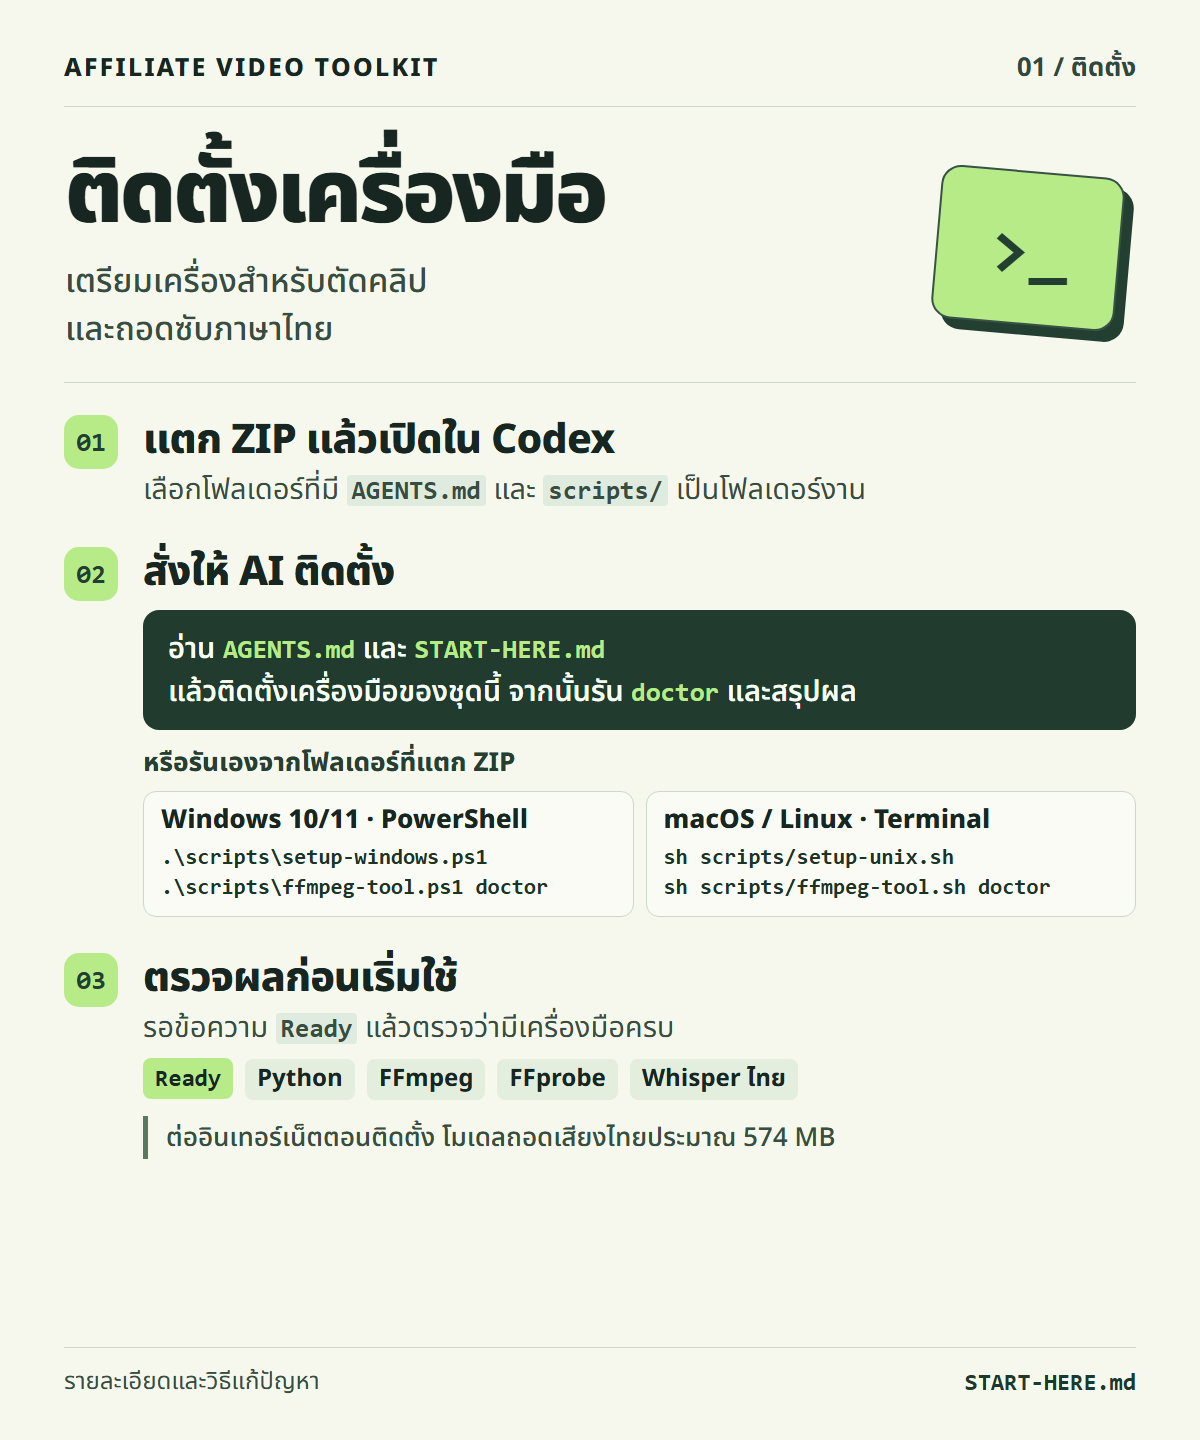 AFFILIATE VIDEO TOOLKIT
01 / ติดตั้ง
ติดตั้งเครื่องมือ
เตรียมเครื่องสำหรับตัดคลิป
และถอดซับภาษาไทย
>_
01
แตก ZIP แล้วเปิดใน Codex
เลือกโฟลเดอร์ที่มี AGENTS.md และ scripts/ เป็นโฟลเดอร์งาน
02
สั่งให้ AI ติดตั้ง
อ่าน AGENTS.md และ START-HERE.md
แล้วติดตั้งเครื่องมือของชุดนี้ จากนั้นรัน doctor และสรุปผล
หรือรันเองจากโฟลเดอร์ที่แตก ZIP
Windows 10/11 · PowerShell
.\scripts\setup-windows.ps1
.\scripts\ffmpeg-tool.ps1 doctor
macOS / Linux · Terminal
sh scripts/setup-unix.sh
sh scripts/ffmpeg-tool.sh doctor
03
ตรวจผลก่อนเริ่มใช้
รอข้อความ Ready แล้วตรวจว่ามีเครื่องมือครบ
Ready Python FFmpeg FFprobe Whisper ไทย
ต่ออินเทอร์เน็ตตอนติดตั้ง โมเดลถอดเสียงไทยประมาณ 574 MB
รายละเอียดและวิธีแก้ปัญหา
START-HERE.md